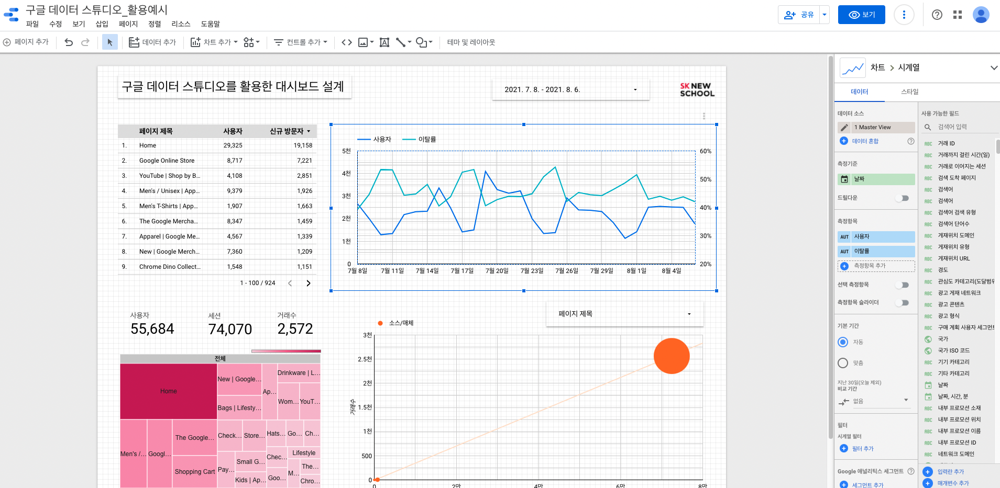 구글 데이터 스튜디오_활용예시
파일 수정 보기 삽입 페이지 정렬 리소스 도움말
공유
보기
페이지 추가
데이터 추가
차트 추가
컨트롤 추가
테마 및 레이아웃
구글 데이터 스튜디오를 활용한 대시보드 설계
2021. 7. 8. - 2021. 8. 6.
SK NEW
SCHOOL
페이지 제목 사용자 신규 방문자
1. Home 29,325 19,158
2. Google Online Store 8,717 7,221
3. YouTube | Shop by B... 4,108 2,851
4. Men's / Unisex | App... 9,379 1,926
5. Men's T-Shirts | App... 1,907 1,663
6. The Google Mercha... 8,347 1,459
7. Apparel | Google Me... 4,567 1,339
8. New | Google Merch... 7,360 1,209
9. Chrome Dino Collect... 1,548 1,151
1 - 100 / 924
사용자 이탈률
5천
4천
3천
2천
1천
0
60%
50%
40%
30%
20%
7월 8일 7월 11일 7월 14일 7월 17일 7월 20일 7월 23일 7월 26일 7월 29일 8월 1일 8월 4일
사용자
55,684
세션
74,070
거래수
2,572
전체
Home
New | Google...
Bags | Lifesty...
Ap...
Drinkware | L...
Wom...
YouT...
Men's /...
Googl...
The Google...
Shopping Cart
Check...
Store...
Hats...
Go...
Ch...
Pay...
Small G...
Kids | Ap...
Chec...
Goo...
Lifestyle
M...
The...
Chro...
페이지 제목
소스/매체
거래수
3천
2.5천
2천
1.5천
1천
500
0
0 2만 4만 6만 8만
차트 시계열
데이터 스타일
데이터 소스
1 Master View
데이터 혼합
측정기준
날짜
드릴다운
측정항목
AUT 사용자
AUT 이탈률
측정항목 추가
선택 측정항목
측정항목 슬라이더
기본 기간
자동
맞춤
지난 30일(오늘 제외)
비교 기간
없음
필터
시계열 필터
필터 추가
Google 애널리틱스 세그먼트
세그먼트 추가
사용 가능한 필드
검색어 입력
ABC 거래 ID
ABC 거래까지 걸린 시간(일)
ABC 거래로 이어지는 세션
ABC 검색 도착 페이지
ABC 검색어
ABC 검색어
ABC 검색어 검색 유형
ABC 검색어 단어수
ABC 게재위치 도메인
ABC 게재위치 유형
ABC 게재위치 URL
ABC 경도
ABC 관심도 카테고리(도달범위
ABC 광고 게재 네트워크
ABC 광고 콘텐츠
ABC 광고 형식
ABC 구매 계획 사용자 세그먼트
국가
국가 ISO 코드
ABC 기기 카테고리
ABC 기타 카테고리
날짜
날짜, 시간, 분
ABC 내부 프로모션 소재
ABC 내부 프로모션 위치
ABC 내부 프로모션 이름
ABC 내부 프로모션 ID
ABC 네트워크 도메인
입력란 추가
매개변수 추가